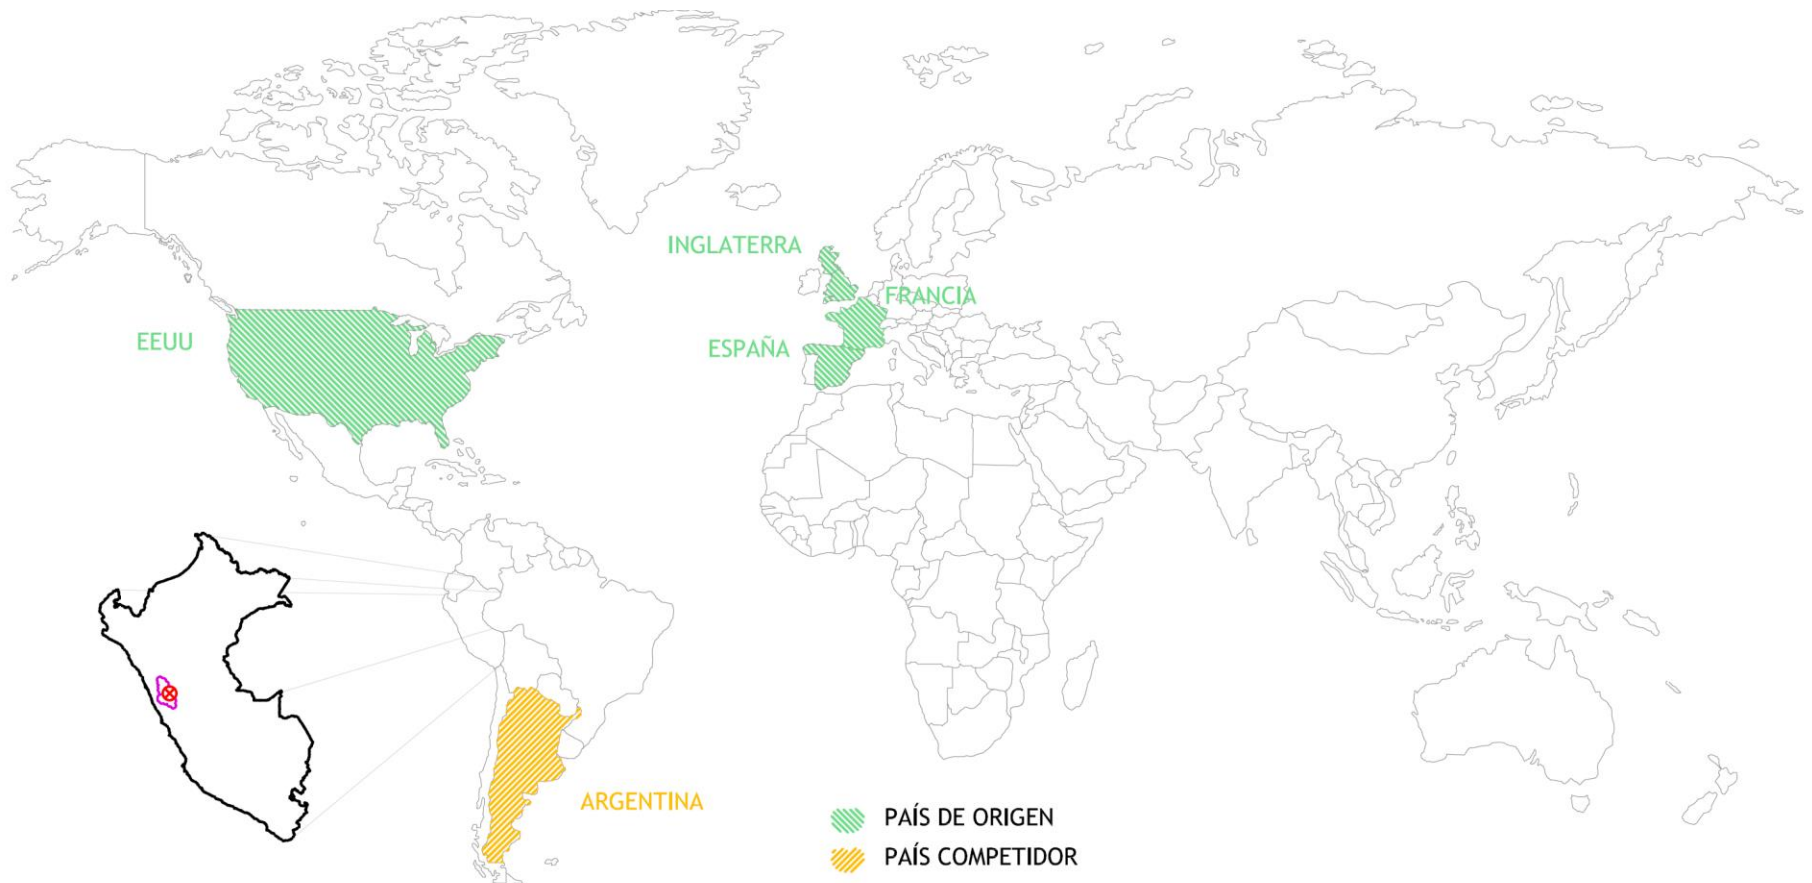 INGLATERRA
FRANCIA
EEUU
ESPAÑA
ARGENTINA
PAÍS DE ORIGEN
PAÍS COMPETIDOR